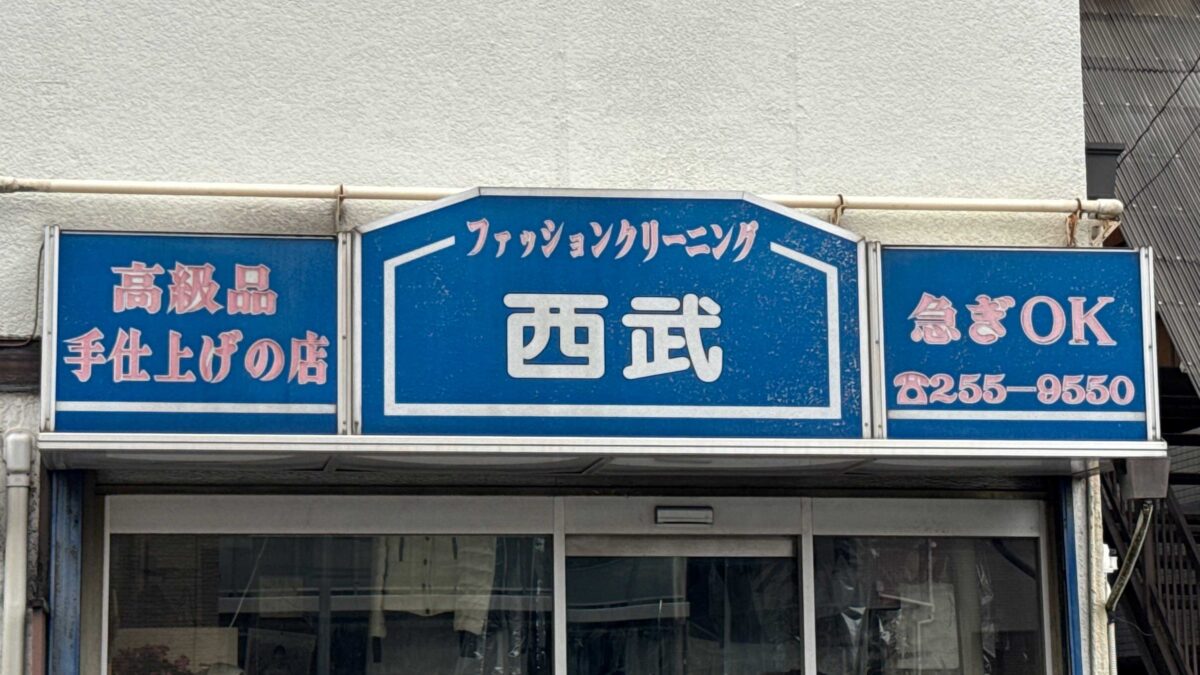 高級品
手仕上げの店
ファッションクリーニング
西武
急ぎOK
☎255-9550